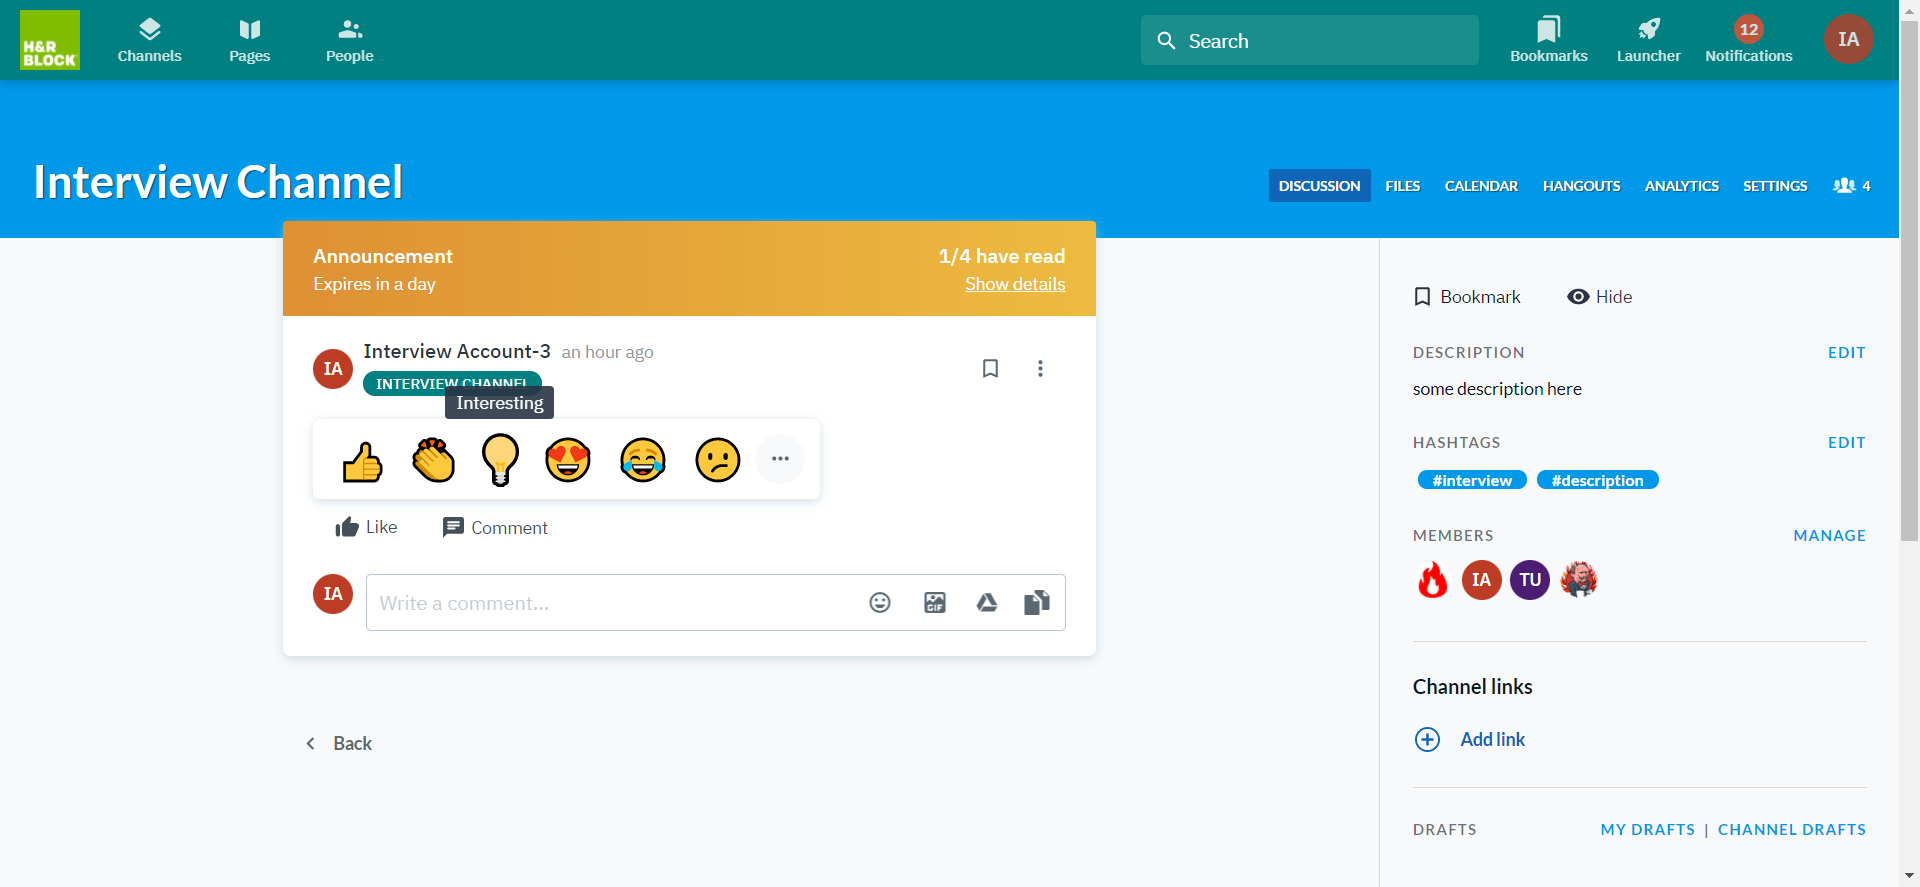 H&R
BLOCK
Channels
Pages
People
Search
Bookmarks
Launcher
12
Notifications
IA
Interview Channel
DISCUSSION
FILES
CALENDAR
HANGOUTS
ANALYTICS
SETTINGS
4
Announcement
1/4 have read
Expires in a day
Show details
IA
Interview Account-3 an hour ago
INTERVIEW CHANNEL
Interesting
Like
Comment
IA
Write a comment...
GIF
Back
Bookmark
Hide
DESCRIPTION
EDIT
some description here
HASHTAGS
EDIT
#interview
#description
MEMBERS
MANAGE
IA
TU
Channel links
Add link
DRAFTS
MY DRAFTS | CHANNEL DRAFTS